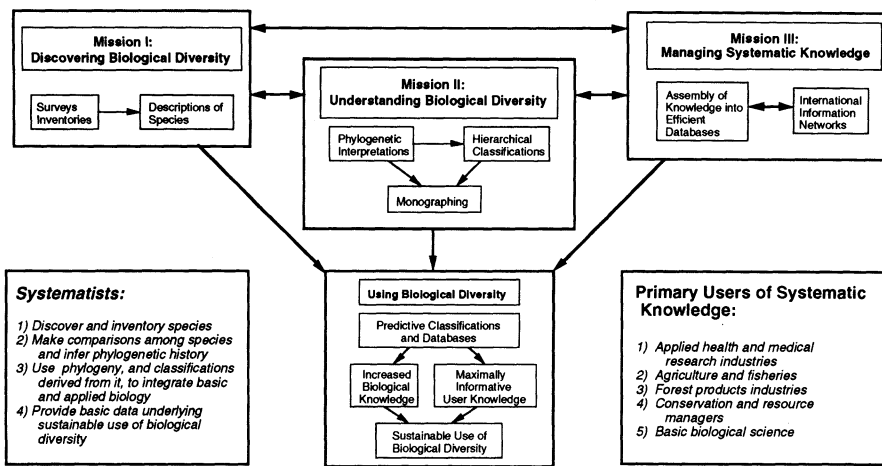 Mission I:
Discovering Biological Diversity
Surveys
Inventories
Descriptions of
Species
Mission II:
Understanding Biological Diversity
Phylogenetic
Interpretations
Hierarchical
Classifications
Monographing
Mission III:
Managing Systematic Knowledge
Assembly of
Knowledge into
Efficient
Databases
International
Information
Networks
Systematists:
1) Discover and inventory species
2) Make comparisons among species
and infer phylogenetic history
3) Use phylogeny, and classifications
derived from it, to integrate basic
and applied biology
4) Provide basic data underlying
sustainable use of biological
diversity
Using Biological Diversity
Predictive Classifications
and Databases
Increased
Biological
Knowledge
Maximally
Informative
User Knowledge
Sustainable Use of
Biological Diversity
Primary Users of Systematic
Knowledge:
1) Applied health and medical
research industries
2) Agriculture and fisheries
3) Forest products industries
4) Conservation and resource
managers
5) Basic biological science